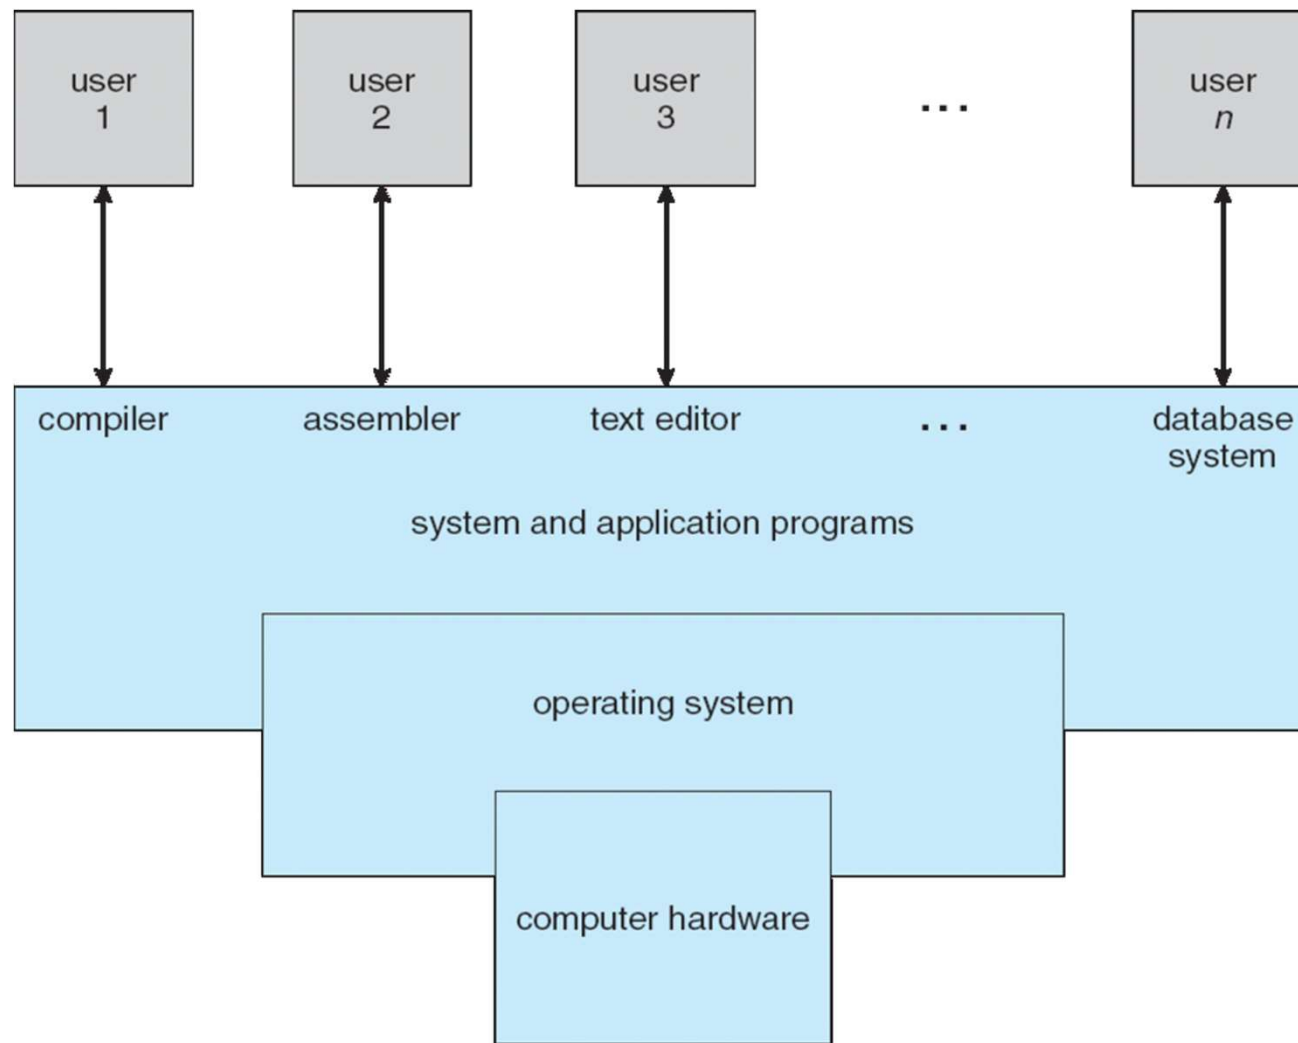 user
1
user
2
user
3
...
user
n
compiler
assembler
text editor
...
database
system
system and application programs
operating system
computer hardware